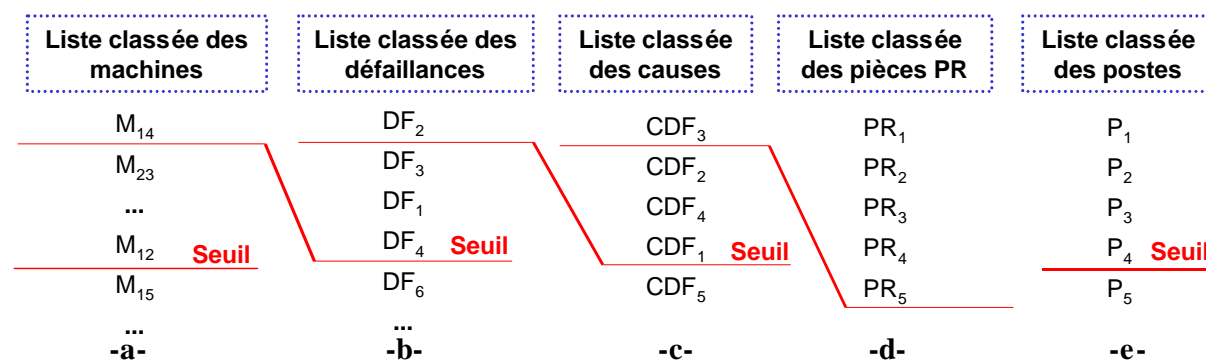 Liste classée des machines
Liste classée des défaillances
Liste classée des causes
Liste classée des pièces PR
Liste classée des postes
M14
M23
...
M12 Seuil
M15
...
-a-
DF2
DF3
DF1
DF4 Seuil
DF6
...
-b-
CDF3
CDF2
CDF4
CDF1 Seuil
CDF5
-c-
PR1
PR2
PR3
PR4
PR5
-d-
P1
P2
P3
P4 Seuil
P5
-e-